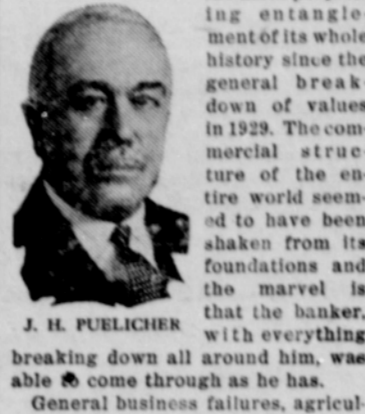 ing entangle-
ment of its whole
history since the
general break-
down of values
in 1929. The com-
mercial struc-
ture of the en-
tire world seem-
ed to have been
shaken from its
foundations and
the marvel is
that the banker,
with everything
J. H. PUELICHER
breaking down all around him, was
able to come through as he has.
General business failures, agricul-